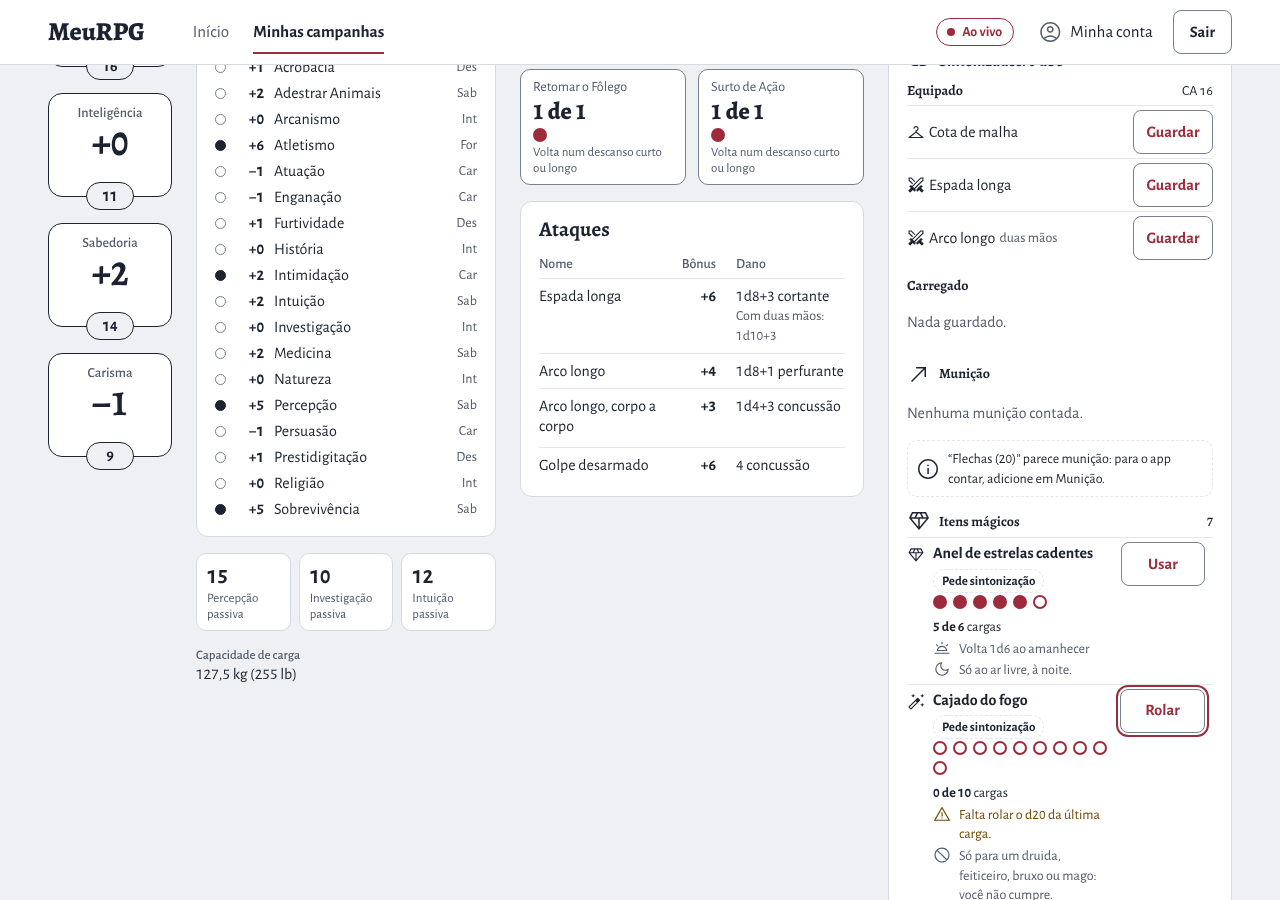 MeuRPG
Início
Minhas campanhas
Ao vivo
Minha conta
Sair
16
Inteligência
+0
11
Sabedoria
+2
14
Carisma
−1
9
+1 Acrobacia Des
+2 Adestrar Animais Sab
+0 Arcanismo Int
+6 Atletismo For
−1 Atuação Car
−1 Enganação Car
+1 Furtividade Des
+0 História Int
+2 Intimidação Car
+2 Intuição Sab
+0 Investigação Int
+2 Medicina Sab
+0 Natureza Int
+5 Percepção Sab
−1 Persuasão Car
+1 Prestidigitação Des
+0 Religião Int
+5 Sobrevivência Sab
15
Percepção
passiva
10
Investigação
passiva
12
Intuição
passiva
Capacidade de carga
127,5 kg (255 lb)
Retomar o Fôlego
1 de 1
Volta num descanso curto
ou longo
Surto de Ação
1 de 1
Volta num descanso curto
ou longo
Ataques
Nome Bônus Dano
Espada longa +6 1d8+3 cortante
Com duas mãos:
1d10+3
Arco longo +4 1d8+1 perfurante
Arco longo, corpo a
corpo
+3 1d4+3 concussão
Golpe desarmado +6 4 concussão
Equipado CA 16
Cota de malha Guardar
Espada longa Guardar
Arco longo duas mãos Guardar
Carregado
Nada guardado.
Munição
Nenhuma munição contada.
“Flechas (20)” parece munição: para o app
contar, adicione em Munição.
Itens mágicos 7
Anel de estrelas cadentes Usar
Pede sintonização
5 de 6 cargas
Volta 1d6 ao amanhecer
Só ao ar livre, à noite.
Cajado do fogo Rolar
Pede sintonização
0 de 10 cargas
Falta rolar o d20 da última
carga.
Só para um druida,
feiticeiro, bruxo ou mago:
você não cumpre.